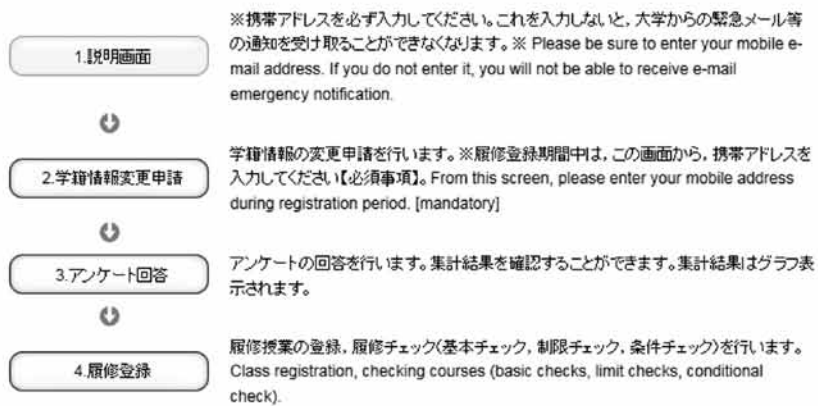 ※携帯アドレスを必ず入力してください。これを入力しないと，大学からの緊急メール等
の通知を受け取ることができなくなります。※ Please be sure to enter your mobile e-
mail address. If you do not enter it, you will not be able to receive e-mail
emergency notification.
1.説明画面
学籍情報の変更申請を行います。※履修登録期間中は，この画面から，携帯アドレスを
入力してください【必須事項】。From this screen, please enter your mobile address
during registration period. [mandatory]
2.学籍情報変更申請
アンケートの回答を行います。集計結果を確認することができます。集計結果はグラフ表
示されます。
3.アンケート回答
履修授業の登録，履修チェック（基本チェック，制限チェック，条件チェック）を行います。
Class registration, checking courses (basic checks, limit checks, conditional
check).
4.履修登録